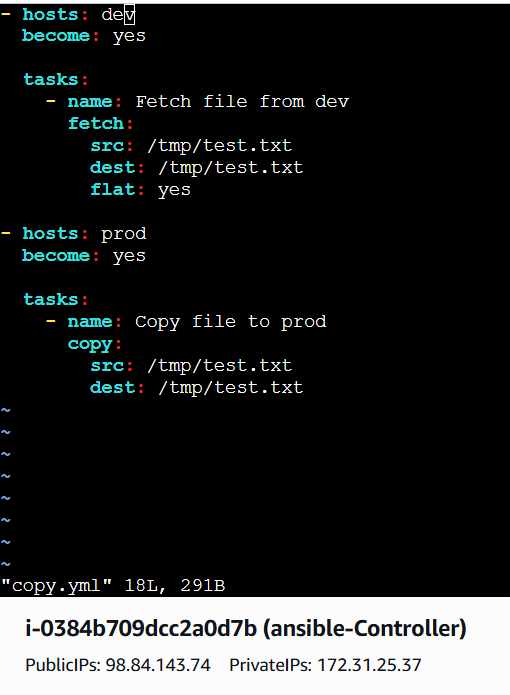 - hosts: dev
  become: yes

  tasks:
    - name: Fetch file from dev
      fetch:
        src: /tmp/test.txt
        dest: /tmp/test.txt
        flat: yes

- hosts: prod
  become: yes

  tasks:
    - name: Copy file to prod
      copy:
        src: /tmp/test.txt
        dest: /tmp/test.txt
~
~
~
~
~
~
~
~
"copy.yml" 18L, 291B
i-0384b709dcc2a0d7b (ansible-Controller)
PublicIPs: 98.84.143.74    PrivateIPs: 172.31.25.37